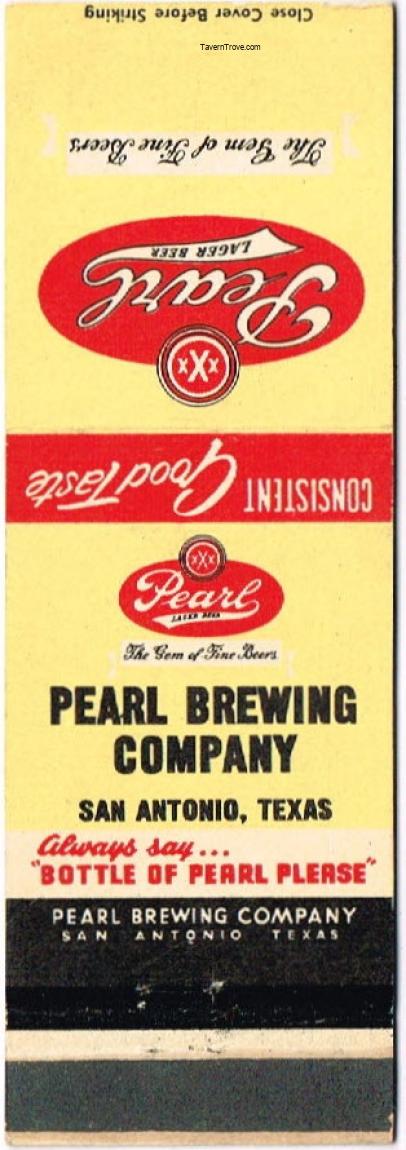 Close Cover Before Striking
TavernTrove.com
The Gem of Fine Beers
Pearl
LAGER BEER
XXX
CONSISTENT Good Taste
XXX
Pearl
LAGER BEER
The Gem of Fine Beers
PEARL BREWING
COMPANY
SAN ANTONIO, TEXAS
Always say...
"BOTTLE OF PEARL PLEASE"
PEARL BREWING COMPANY
SAN ANTONIO TEXAS